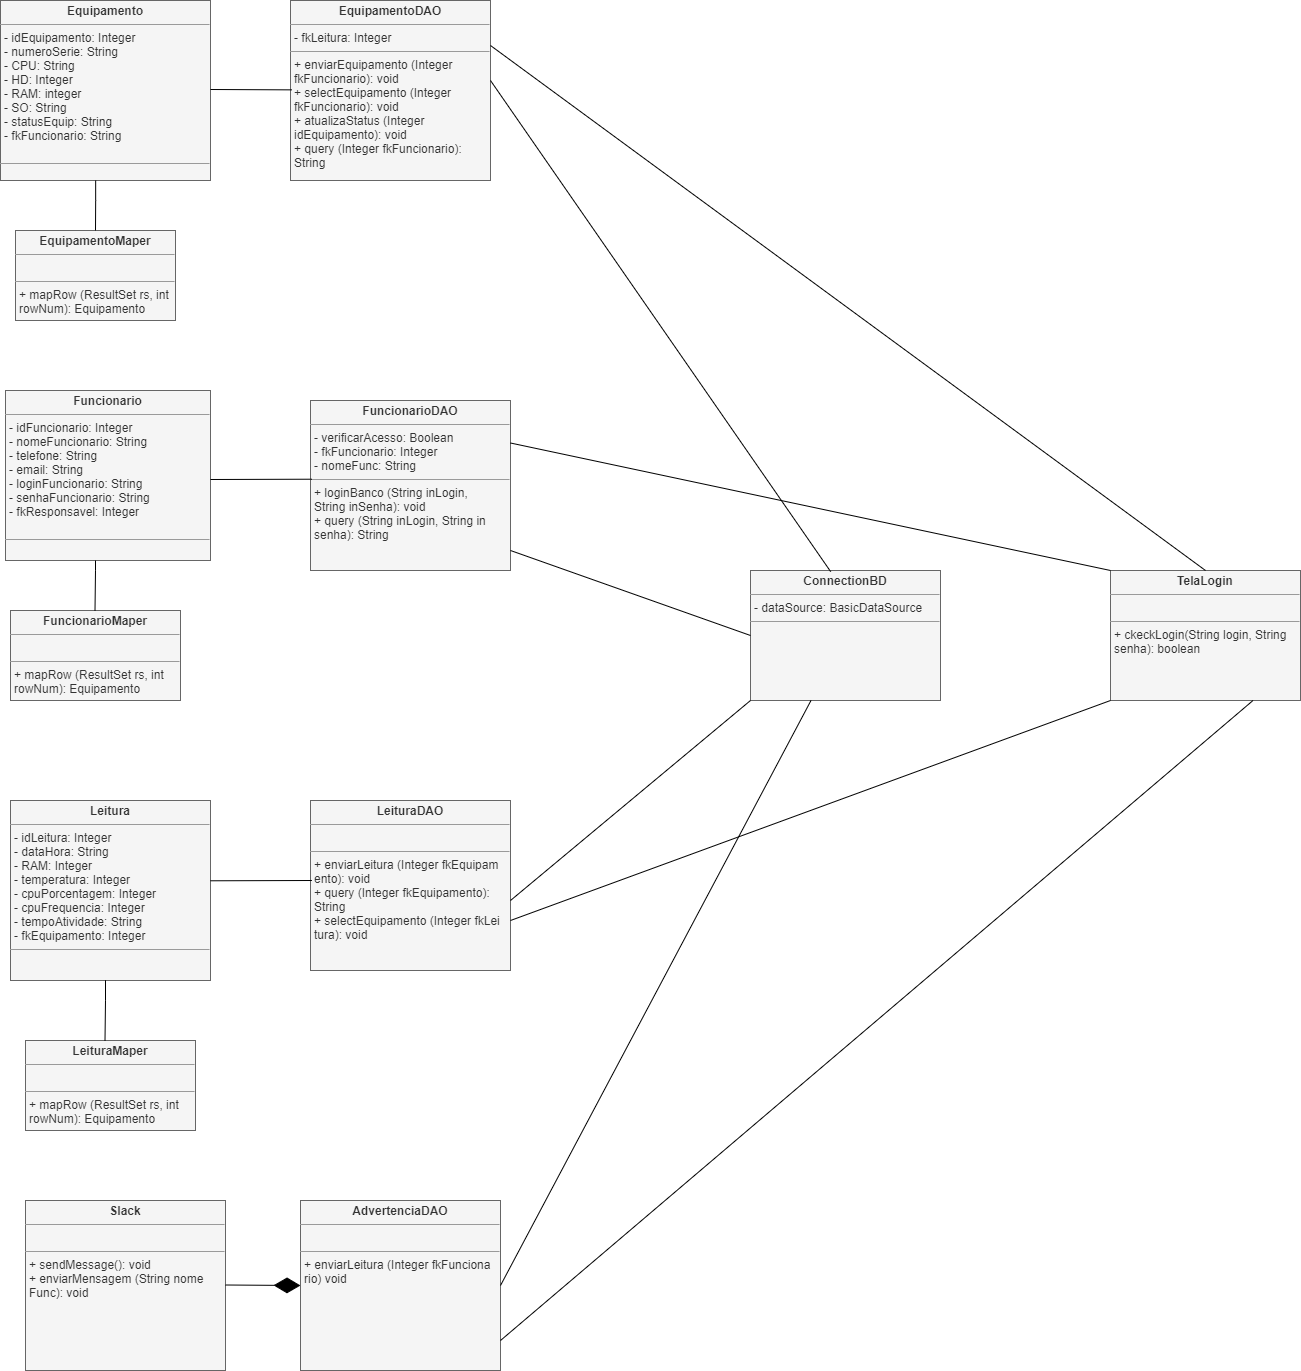 Equipamento
- idEquipamento: Integer
- numeroSerie: String
- CPU: String
- HD: Integer
- RAM: integer
- SO: String
- statusEquip: String
- fkFuncionario: String
EquipamentoDAO
- fkLeitura: Integer
+ enviarEquipamento (Integer
fkFuncionario): void
+ selectEquipamento (Integer
fkFuncionario): void
+ atualizaStatus (Integer
idEquipamento): void
+ query (Integer fkFuncionario):
String
EquipamentoMaper
+ mapRow (ResultSet rs, int
rowNum): Equipamento
Funcionario
- idFuncionario: Integer
- nomeFuncionario: String
- telefone: String
- email: String
- loginFuncionario: String
- senhaFuncionario: String
- fkResponsavel: Integer
FuncionarioDAO
- verificarAcesso: Boolean
- fkFuncionario: Integer
- nomeFunc: String
+ loginBanco (String inLogin,
String inSenha): void
+ query (String inLogin, String in
senha): String
FuncionarioMaper
+ mapRow (ResultSet rs, int
rowNum): Equipamento
ConnectionBD
- dataSource: BasicDataSource
TelaLogin
+ ckeckLogin(String login, String
senha): boolean
Leitura
- idLeitura: Integer
- dataHora: String
- RAM: Integer
- temperatura: Integer
- cpuPorcentagem: Integer
- cpuFrequencia: Integer
- tempoAtividade: String
- fkEquipamento: Integer
LeituraDAO
+ enviarLeitura (Integer fkEquipam
ento): void
+ query (Integer fkEquipamento):
String
+ selectEquipamento (Integer fkLei
tura): void
LeituraMaper
+ mapRow (ResultSet rs, int
rowNum): Equipamento
Slack
+ sendMessage(): void
+ enviarMensagem (String nome
Func): void
AdvertenciaDAO
+ enviarLeitura (Integer fkFunciona
rio) void